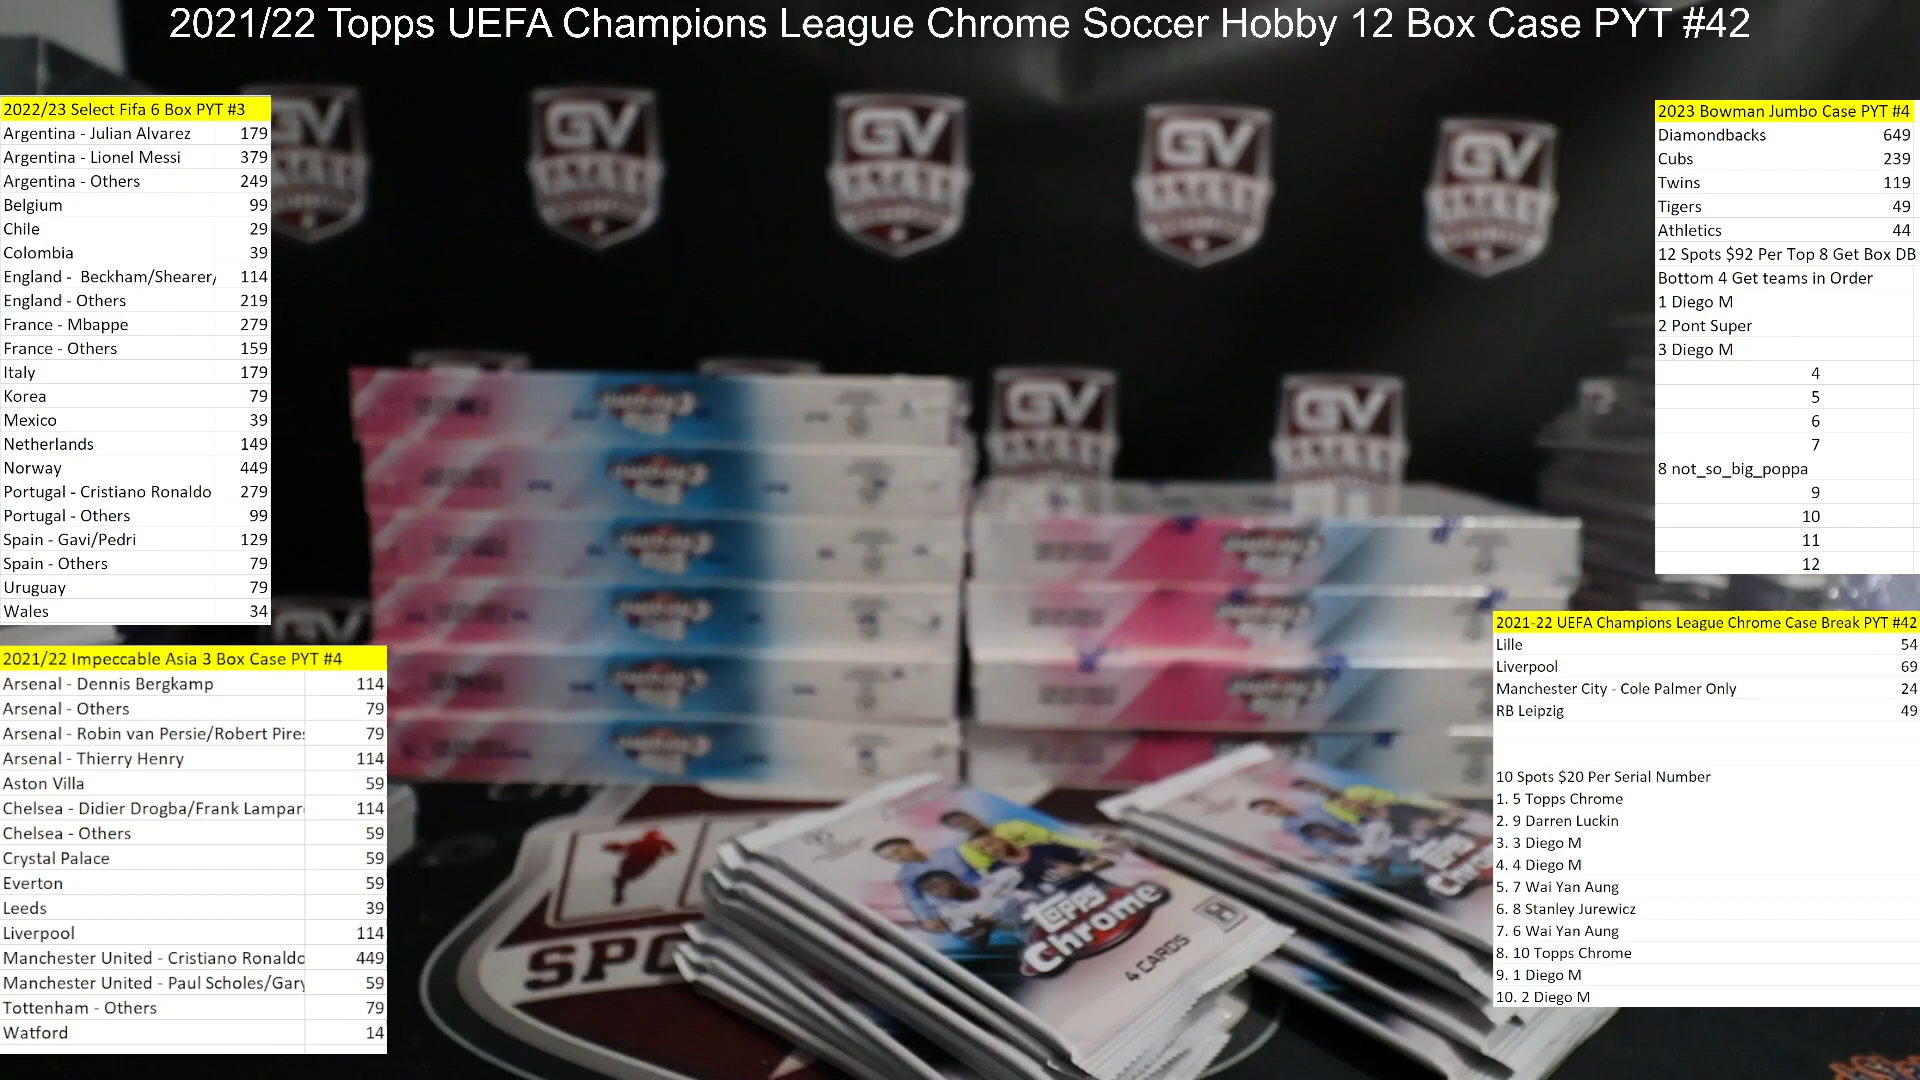 2021/22 Topps UEFA Champions League Chrome Soccer Hobby 12 Box Case PYT #42
2022/23 Select Fifa 6 Box PYT #3
Argentina - Julian Alvarez 179
Argentina - Lionel Messi 379
Argentina - Others 249
Belgium 99
Chile 29
Colombia 39
England -  Beckham/Shearer/ 114
England - Others 219
France - Mbappe 279
France - Others 159
Italy 179
Korea 79
Mexico 39
Netherlands 149
Norway 449
Portugal - Cristiano Ronaldo 279
Portugal - Others 99
Spain - Gavi/Pedri 129
Spain - Others 79
Uruguay 79
Wales 34
2021/22 Impeccable Asia 3 Box Case PYT #4
Arsenal - Dennis Bergkamp 114
Arsenal - Others 79
Arsenal - Robin van Persie/Robert Pires 79
Arsenal - Thierry Henry 114
Aston Villa 59
Chelsea - Didier Drogba/Frank Lampar 114
Chelsea - Others 59
Crystal Palace 59
Everton 59
Leeds 39
Liverpool 114
Manchester United - Cristiano Ronaldo 449
Manchester United - Paul Scholes/Gary 59
Tottenham - Others 79
Watford 14
2023 Bowman Jumbo Case PYT #4
Diamondbacks 649
Cubs 239
Twins 119
Tigers 49
Athletics 44
12 Spots $92 Per Top 8 Get Box DB
Bottom 4 Get teams in Order
1 Diego M
2 Pont Super
3 Diego M
4
5
6
7
8 not_so_big_poppa
9
10
11
12
2021-22 UEFA Champions League Chrome Case Break PYT #42
Lille 54
Liverpool 69
Manchester City - Cole Palmer Only 24
RB Leipzig 49
10 Spots $20 Per Serial Number
1. 5 Topps Chrome
2. 9 Darren Luckin
3. 3 Diego M
4. 4 Diego M
5. 7 Wai Yan Aung
6. 8 Stanley Jurewicz
7. 6 Wai Yan Aung
8. 10 Topps Chrome
9. 1 Diego M
10. 2 Diego M
GV
GV
GV
GV
GV
GV
GV
Topps
Chrome
4 CARDS
Topps
SPO